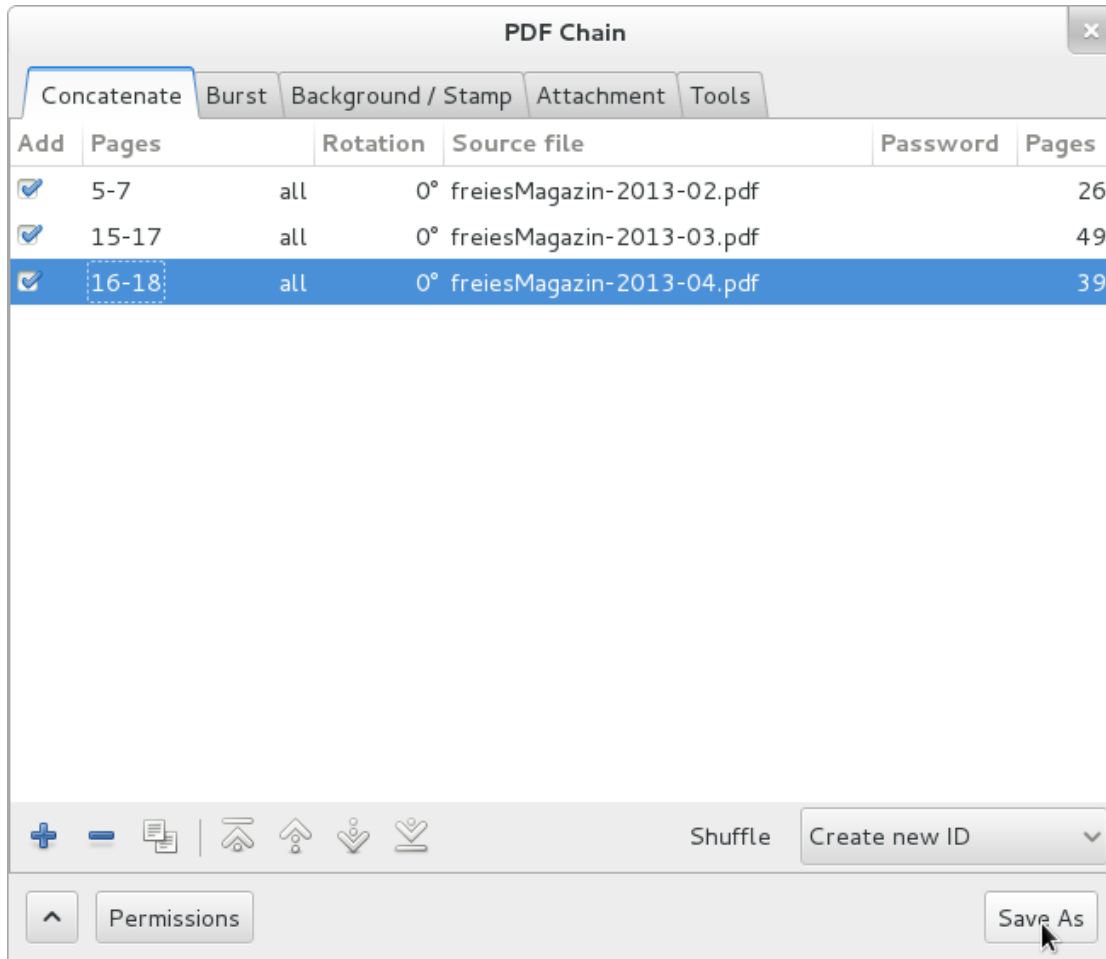 PDF Chain
Concatenate Burst Background / Stamp Attachment Tools
Add Pages Rotation Source file Password Pages
5-7 all 0° freiesMagazin-2013-02.pdf 26
15-17 all 0° freiesMagazin-2013-03.pdf 49
16-18 all 0° freiesMagazin-2013-04.pdf 39
Shuffle Create new ID
Permissions Save As